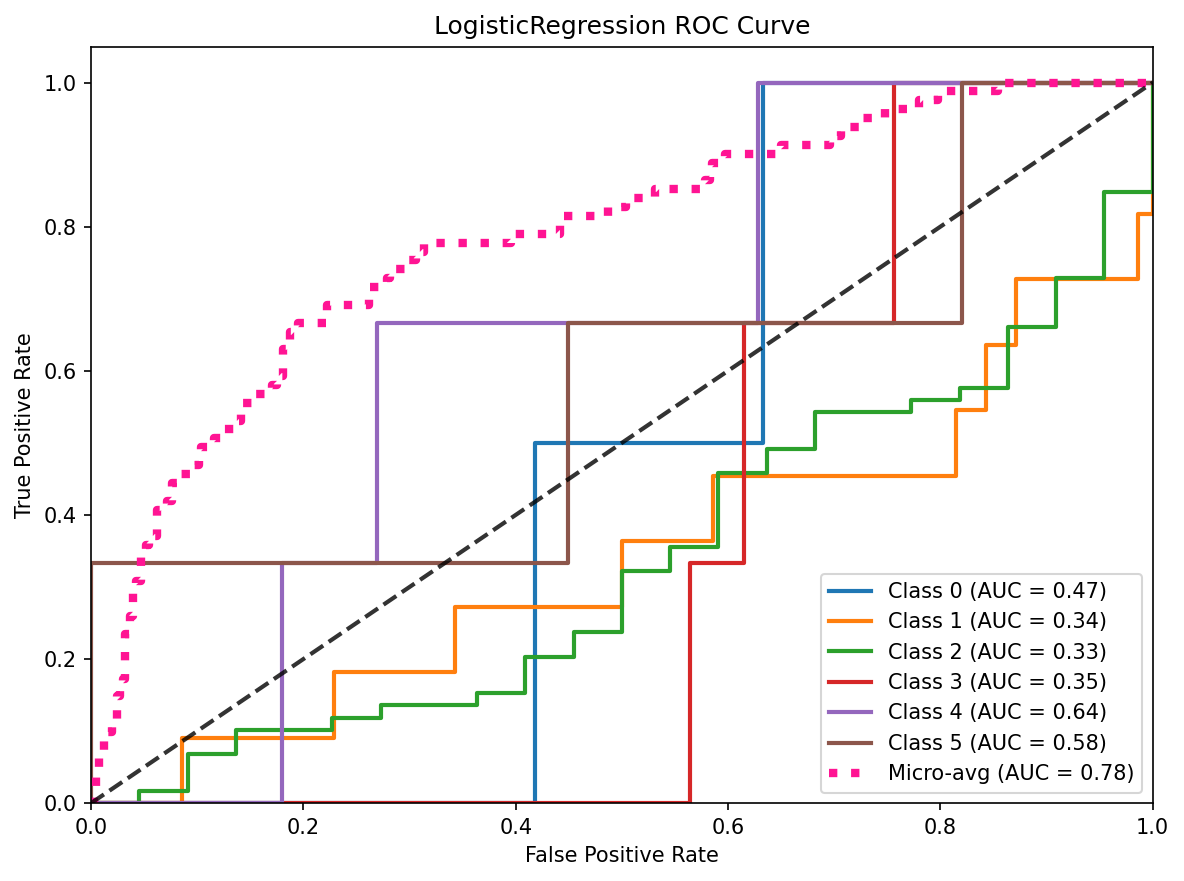 LogisticRegression ROC Curve
True Positive Rate
1.0
0.8
0.6
0.4
0.2
0.0
0.0 0.2 0.4 0.6 0.8 1.0
False Positive Rate
Class 0 (AUC = 0.47)
Class 1 (AUC = 0.34)
Class 2 (AUC = 0.33)
Class 3 (AUC = 0.35)
Class 4 (AUC = 0.64)
Class 5 (AUC = 0.58)
Micro-avg (AUC = 0.78)